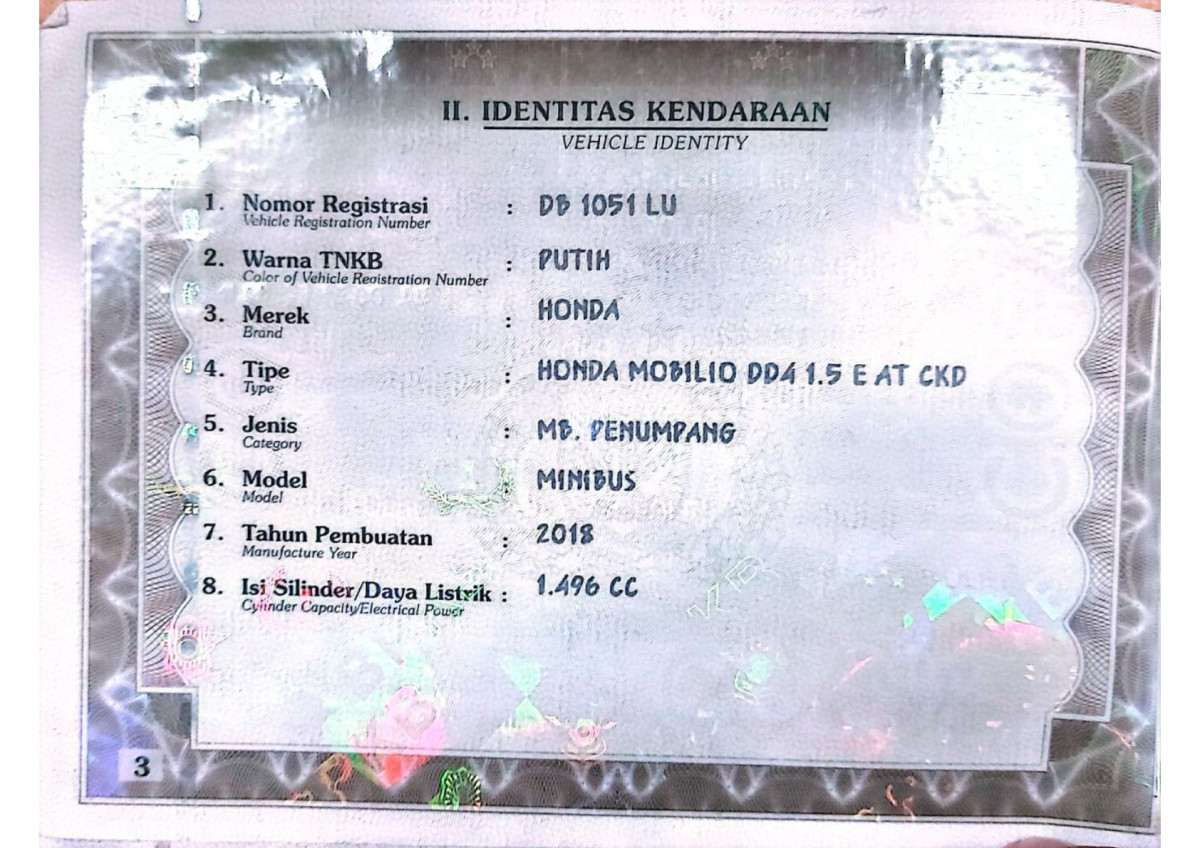 II. IDENTITAS KENDARAAN
VEHICLE IDENTITY
1. Nomor Registrasi : DB 1051 LU
Vehicle Registration Number
2. Warna TNKB : PUTIH
Color of Vehicle Registration Number
3. Merek : HONDA
Brand
4. Tipe : HONDA MOBILIO DD4 1.5 E AT CKD
Type
5. Jenis : MB. PENUMPANG
Category
6. Model : MINIBUS
Model
7. Tahun Pembuatan : 2018
Manufacture Year
8. Isi Silinder/Daya Listrik : 1.496 CC
Cylinder Capacity/Electrical Power
3